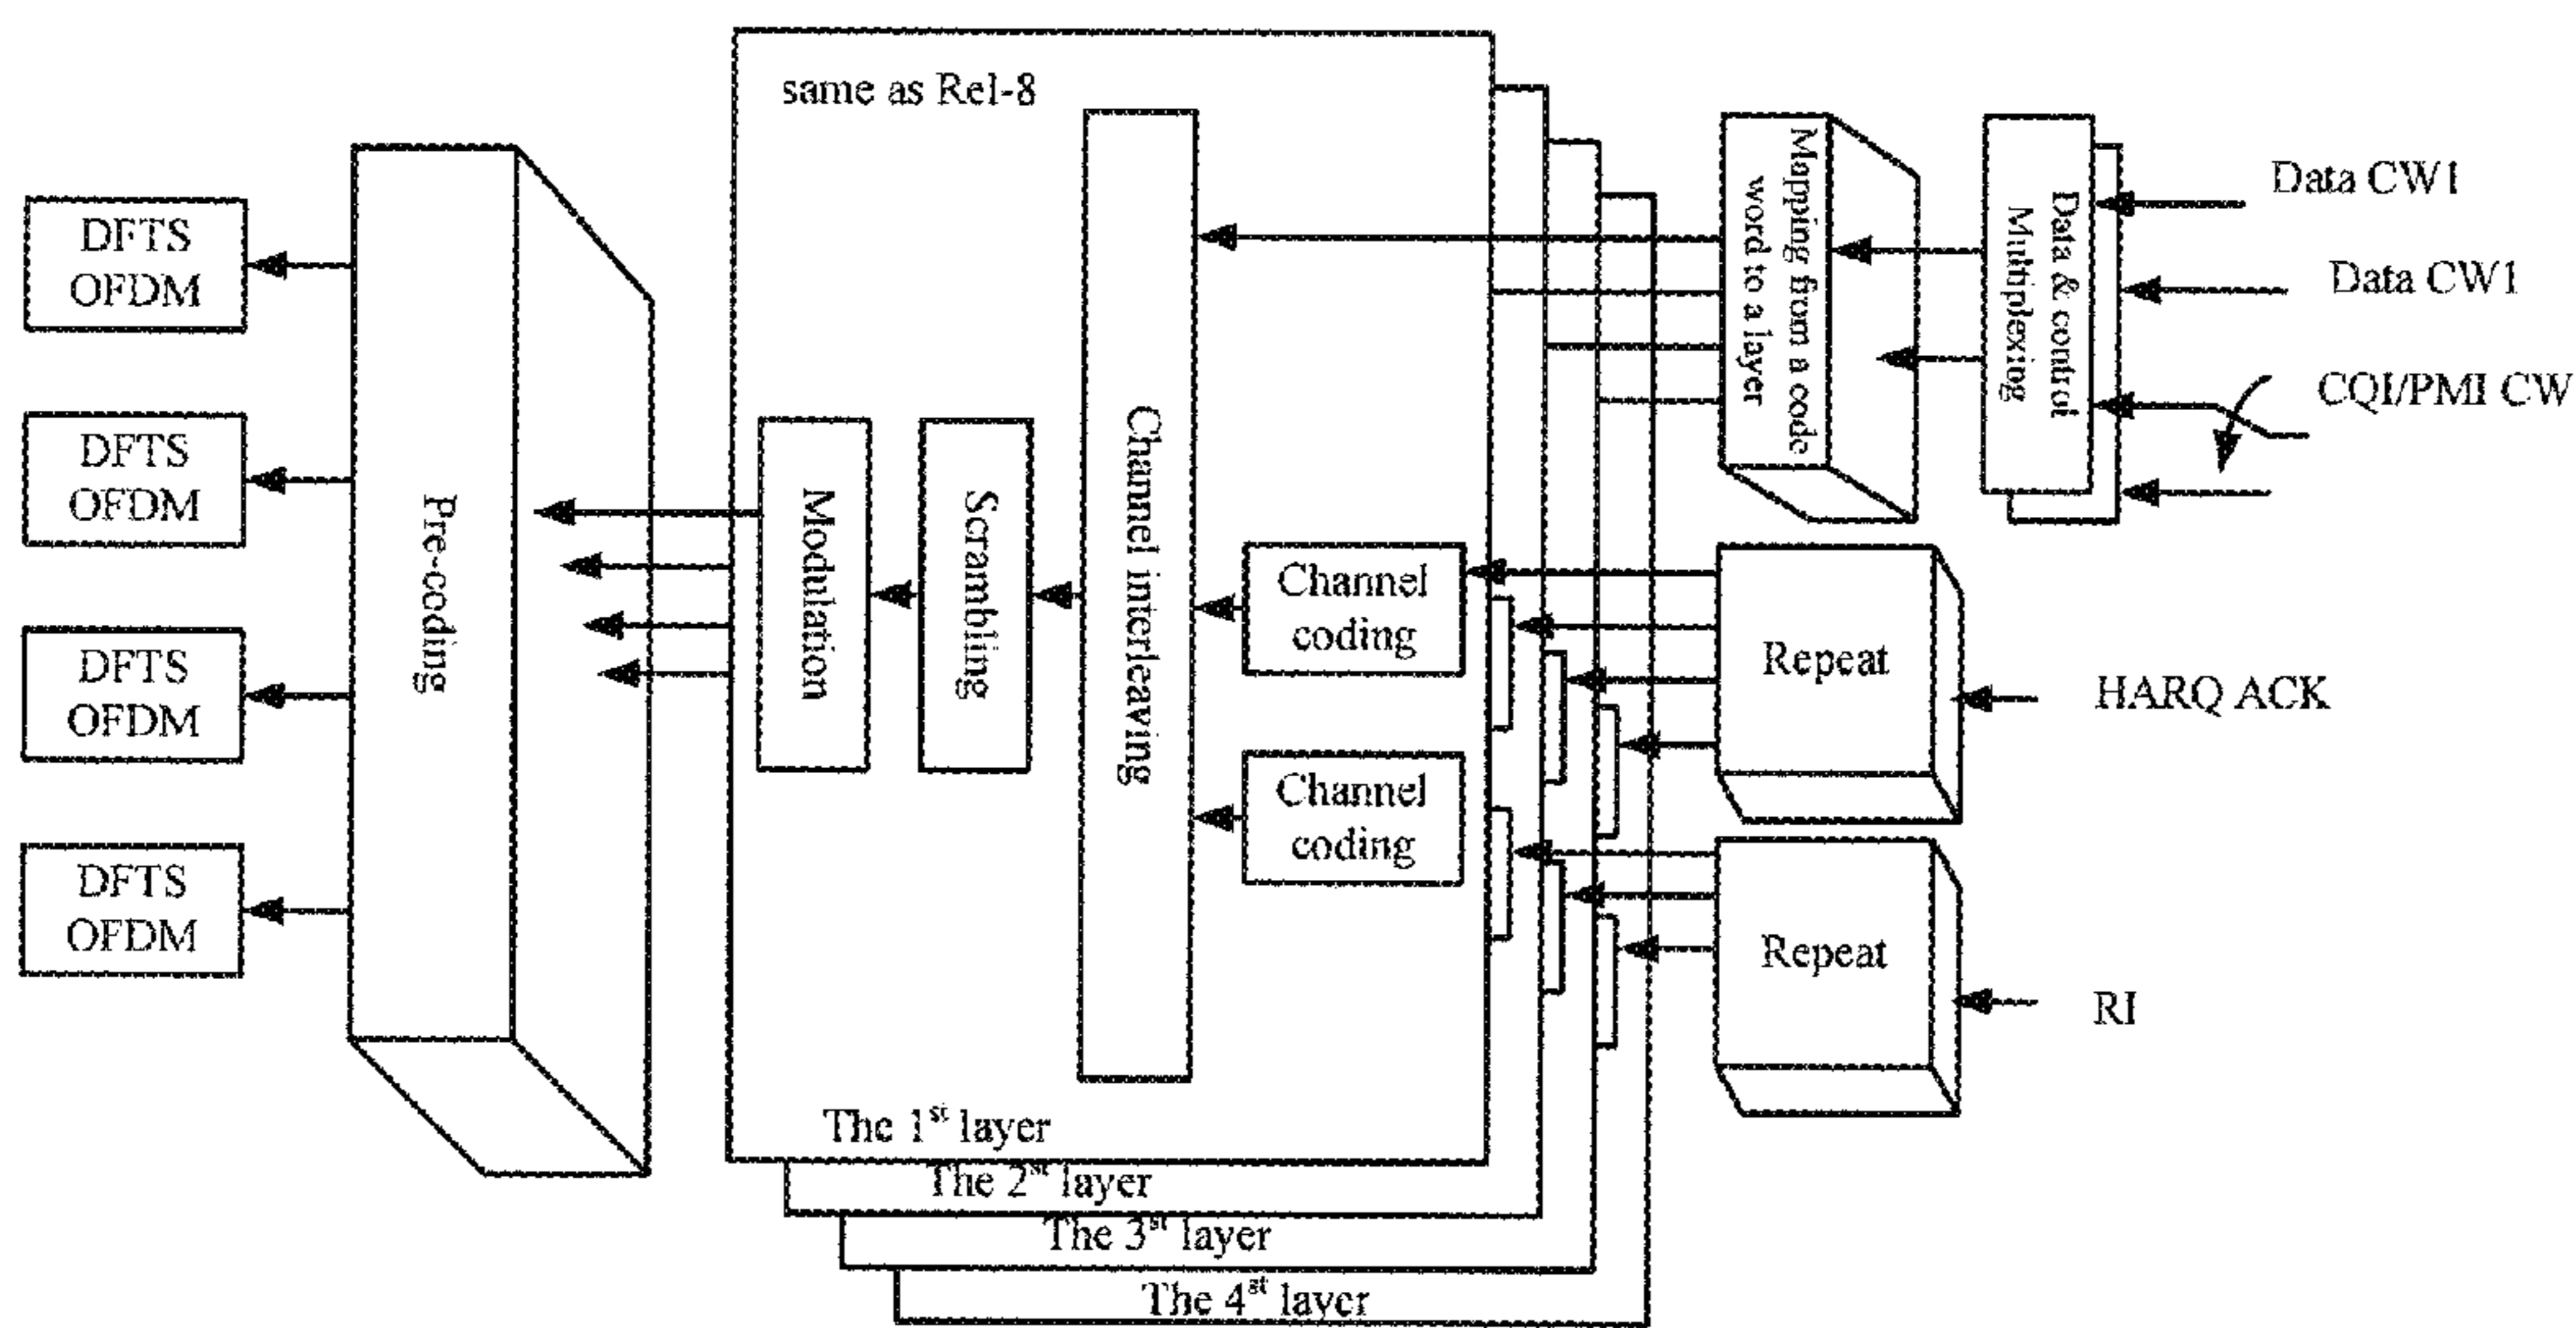 same as Rel-8
DFTS
OFDM
DFTS
OFDM
DFTS
OFDM
DFTS
OFDM
Pre-coding
Modulation
Scrambling
Channel interleaving
Channel
coding
Channel
coding
The 1st layer
The 2st layer
The 3st layer
The 4st layer
Mapping from a code
word to a layer
Data & control
Multiplexing
Data CW1
Data CW1
CQI/PMI CW
Repeat
HARQ ACK
Repeat
RI